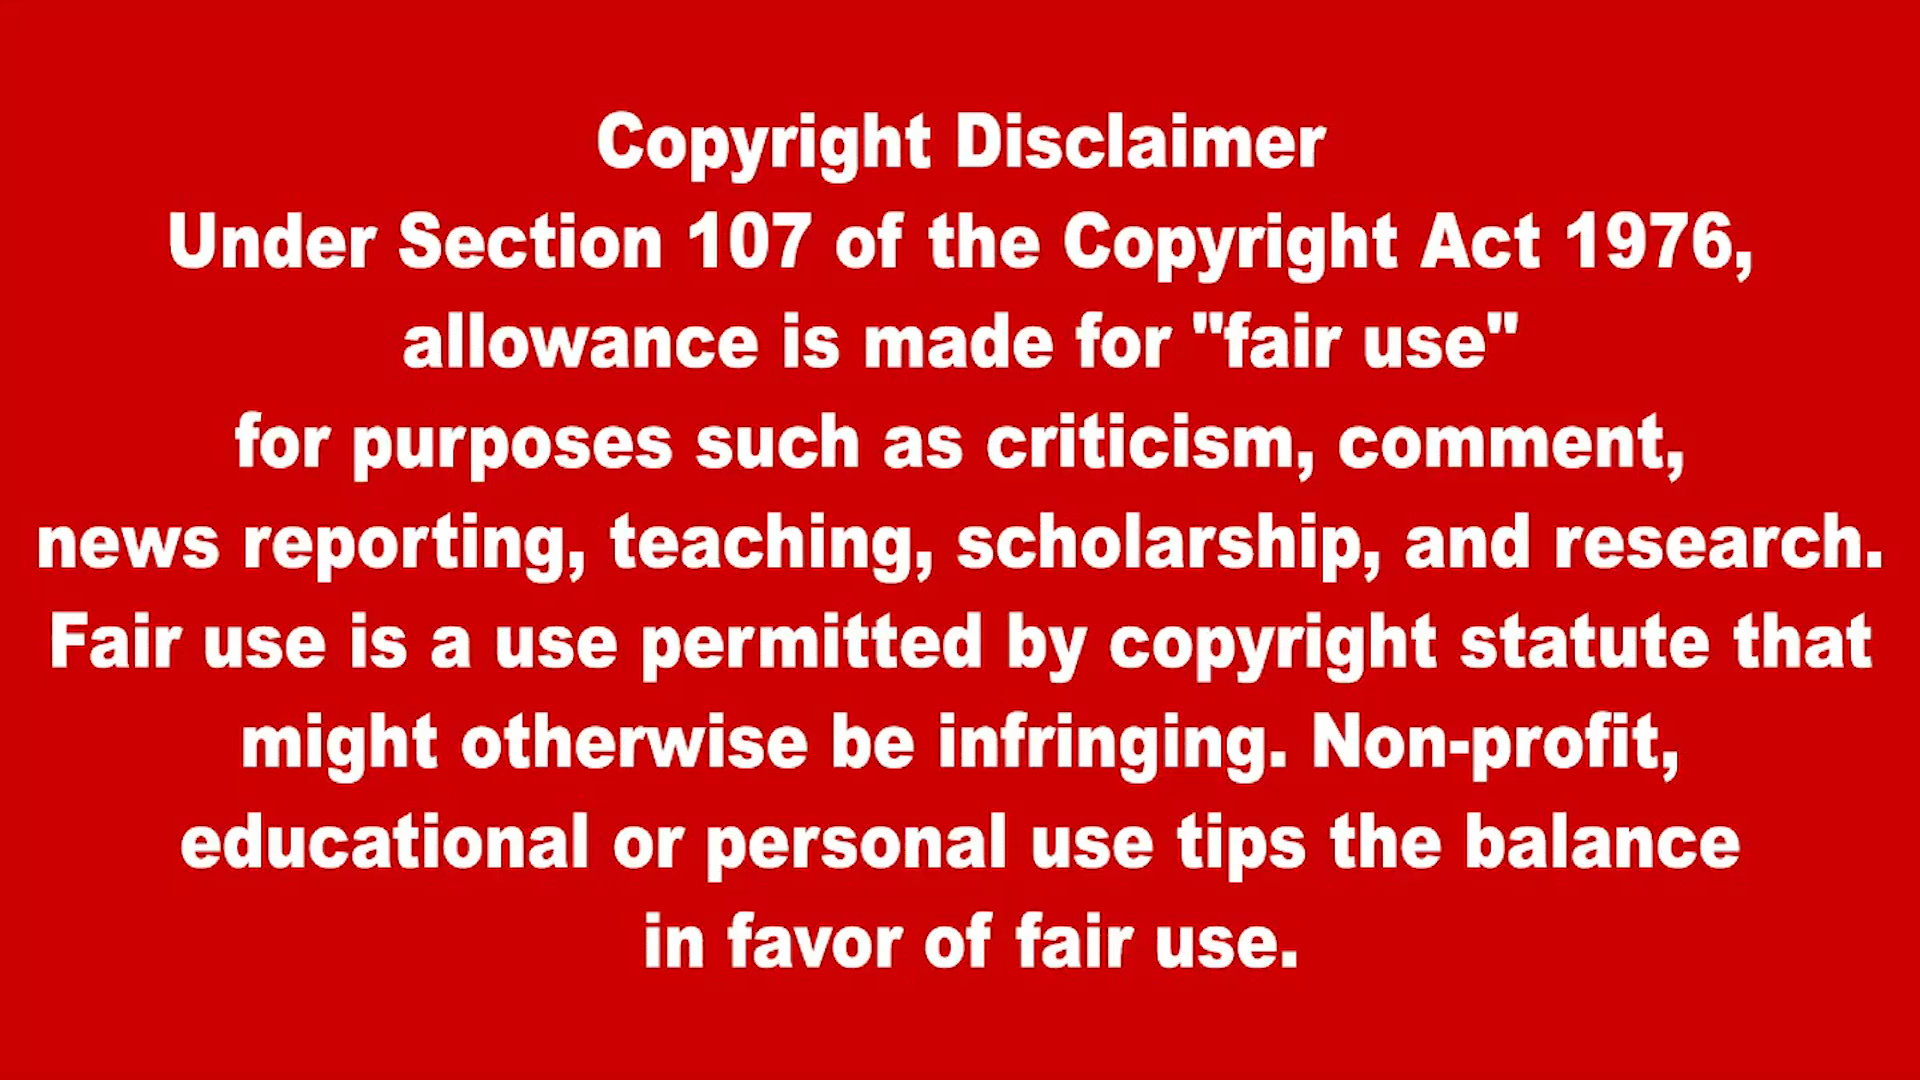 Copyright Disclaimer
Under Section 107 of the Copyright Act 1976,
allowance is made for "fair use"
for purposes such as criticism, comment,
news reporting, teaching, scholarship, and research.
Fair use is a use permitted by copyright statute that
might otherwise be infringing. Non-profit,
educational or personal use tips the balance
in favor of fair use.